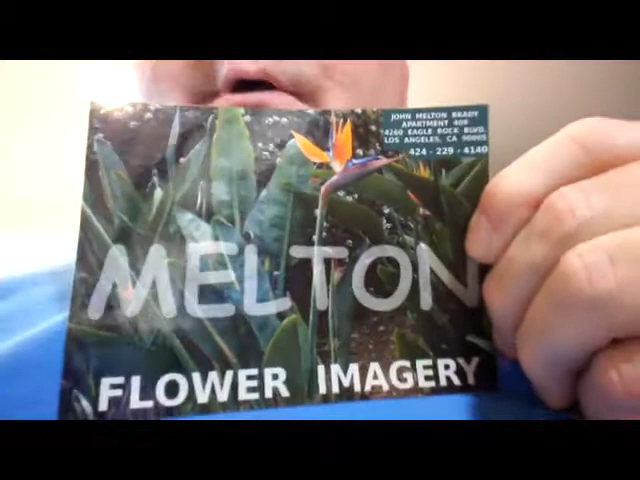 JOHN MELTON BRADY
APARTMENT 409
4260 EAGLE ROCK BLVD.
LOS ANGELES, CA 90065
424 - 229 - 4140
MELTON
FLOWER IMAGERY